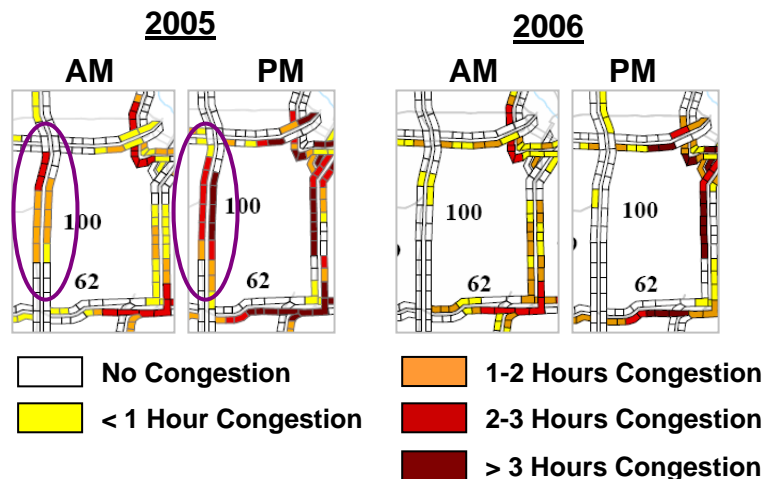 2005
2006
AM
PM
AM
PM
100
100
100
100
62
62
62
62
No Congestion
1-2 Hours Congestion
< 1 Hour Congestion
2-3 Hours Congestion
> 3 Hours Congestion